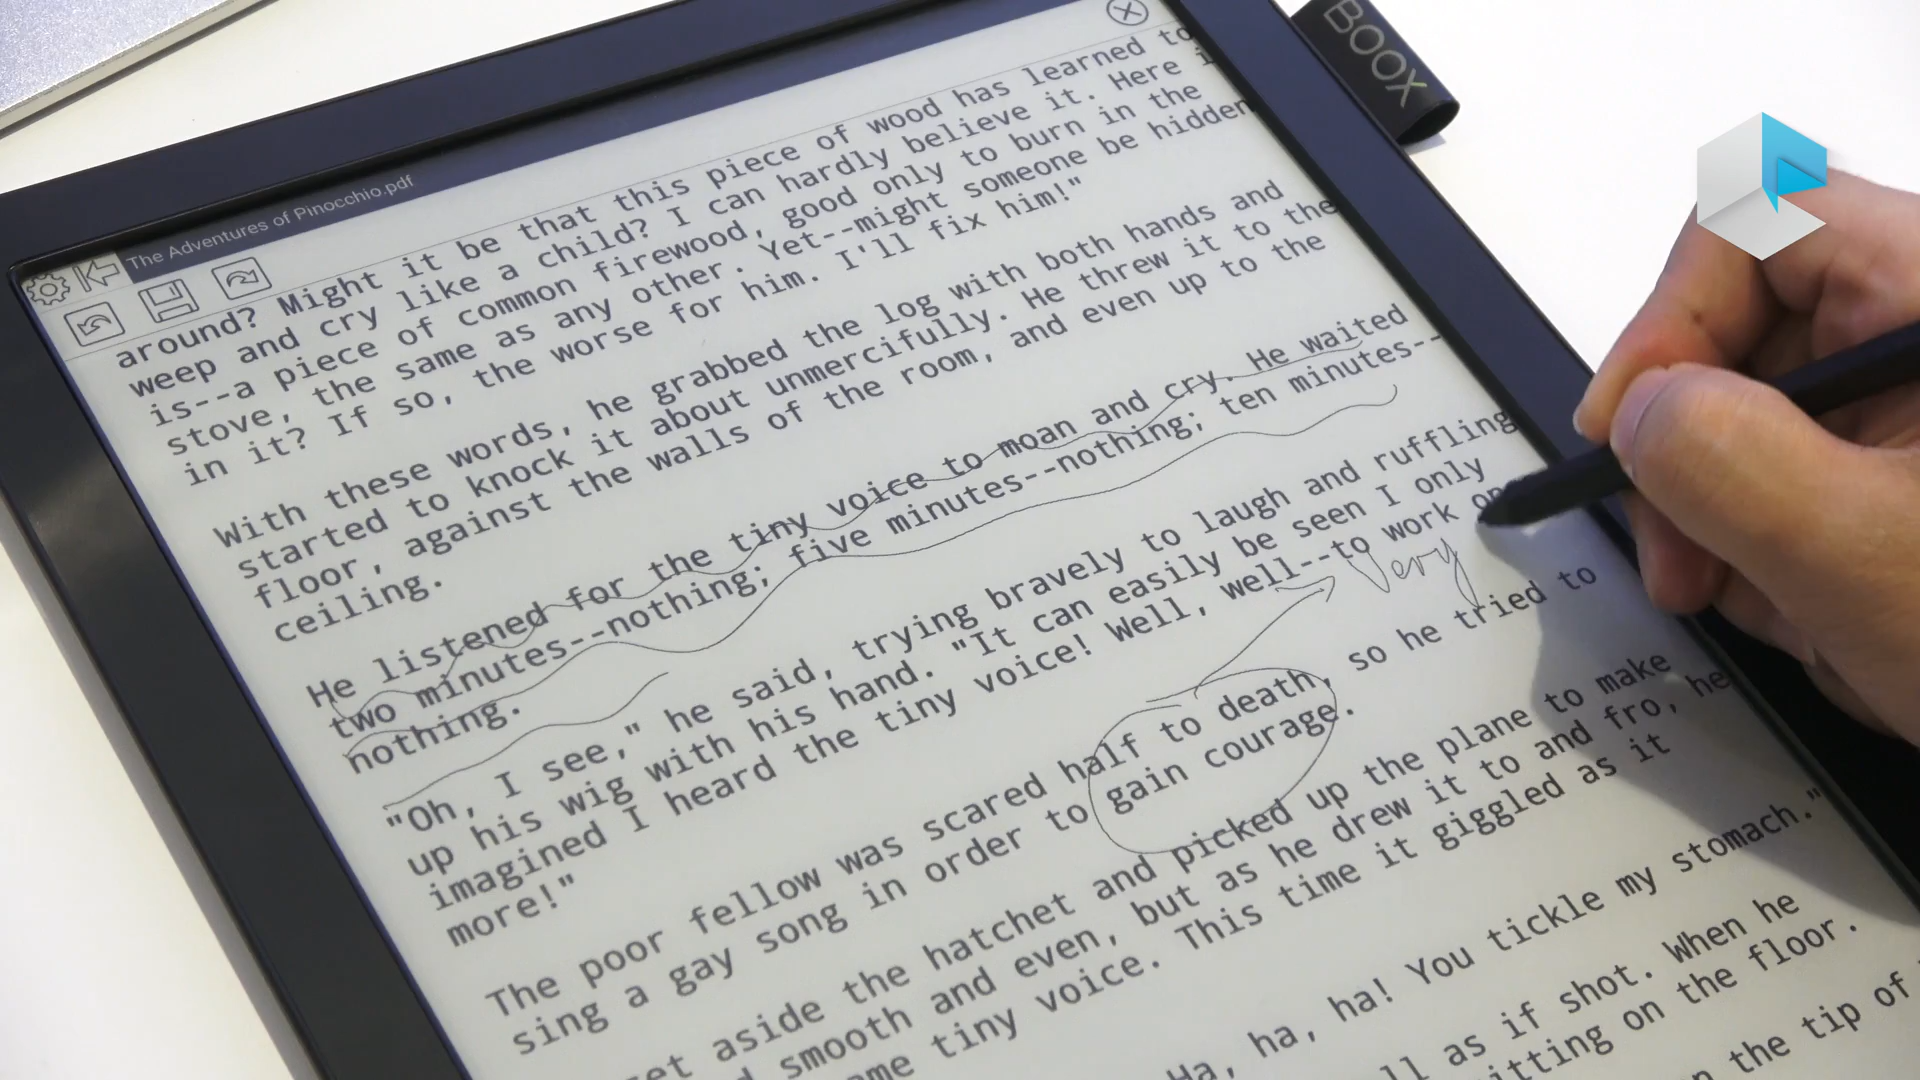 BOOX
The Adventures of Pinocchio.pdf
around? Might it be that this piece of wood has learned to
weep and cry like a child? I can hardly believe it. Here
is--a piece of common firewood, good only to burn in the
stove, the same as any other. Yet--might someone be hidden
in it? If so, the worse for him. I'll fix him!"
With these words, he grabbed the log with both hands and
started to knock it about unmercifully. He threw it to the
floor, against the walls of the room, and even up to the
ceiling.
He listened for the tiny voice to moan and cry. He waited
two minutes--nothing; five minutes--nothing; ten minutes--
nothing.
"Oh, I see," he said, trying bravely to laugh and ruffling
up his wig with his hand. "It can easily be seen I only
imagined I heard the tiny voice! Well, well--to work
more!"
Very
The poor fellow was scared half to death, so he tried to
sing a gay song in order to gain courage.
aside the hatchet and picked up the plane to make
smooth and even, but as he drew it to and fro, he
tiny voice. This time it giggled as it
Ha, ha, ha! You tickle my stomach."
as if shot. When he
on the floor.
the tip of